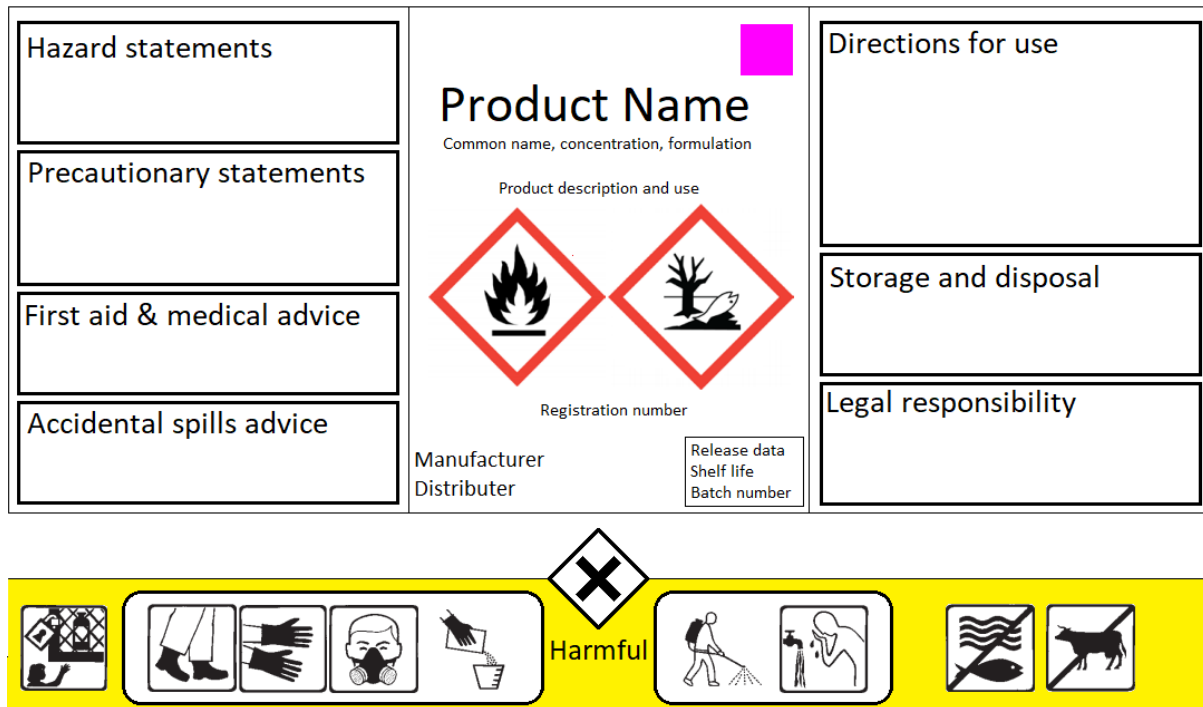 Hazard statements
Precautionary statements
First aid & medical advice
Accidental spills advice
Product Name
Common name, concentration, formulation
Product description and use
Registration number
Manufacturer
Distributer
Release data
Shelf life
Batch number
Directions for use
Storage and disposal
Legal responsibility
Harmful